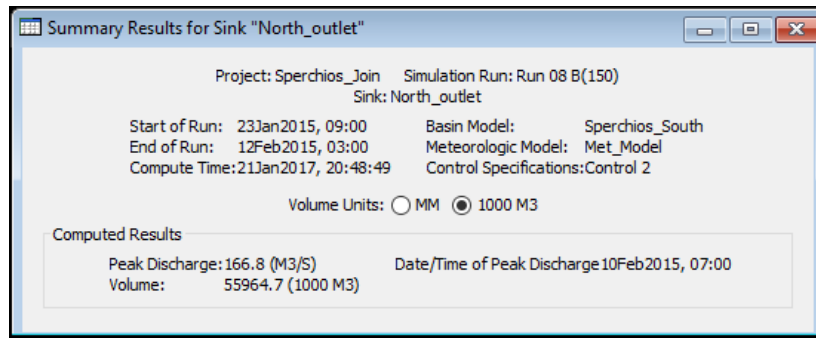 Summary Results for Sink "North_outlet"
Project: Sperchios_Join Simulation Run: Run 08 B(150)
Sink: North_outlet
Start of Run: 23Jan2015, 09:00 Basin Model: Sperchios_South
End of Run: 12Feb2015, 03:00 Meteorologic Model: Met_Model
Compute Time:21Jan2017, 20:48:49 Control Specifications:Control 2
Volume Units: MM 1000 M3
Computed Results
Peak Discharge:166.8 (M3/S) Date/Time of Peak Discharge10Feb2015, 07:00
Volume: 55964.7 (1000 M3)